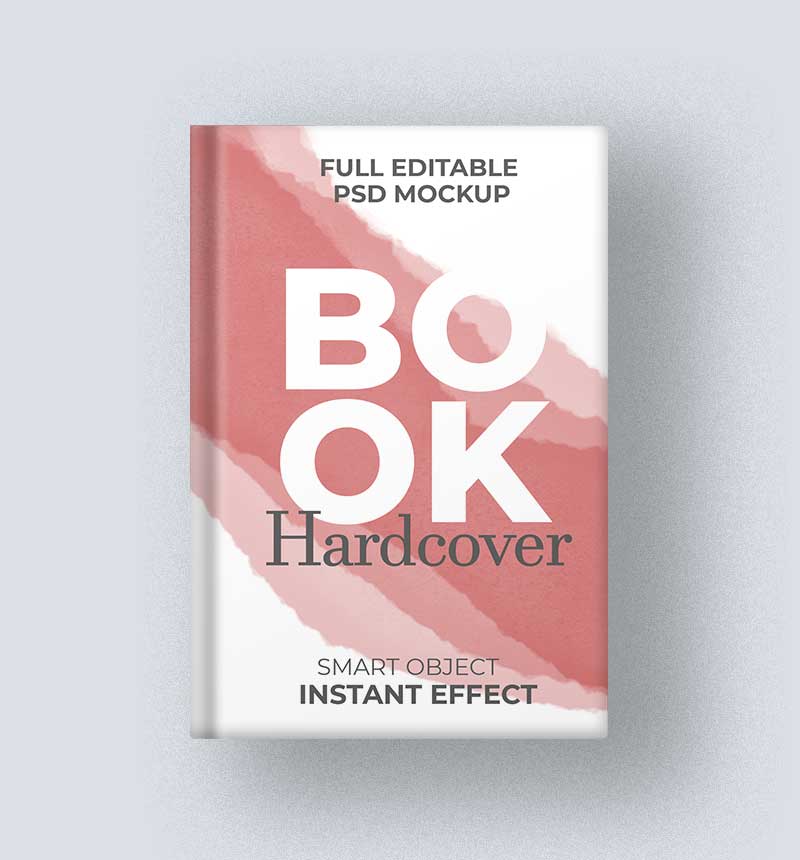 FULL EDITABLE
PSD MOCKUP
BO
OK
Hardcover
SMART OBJECT
INSTANT EFFECT